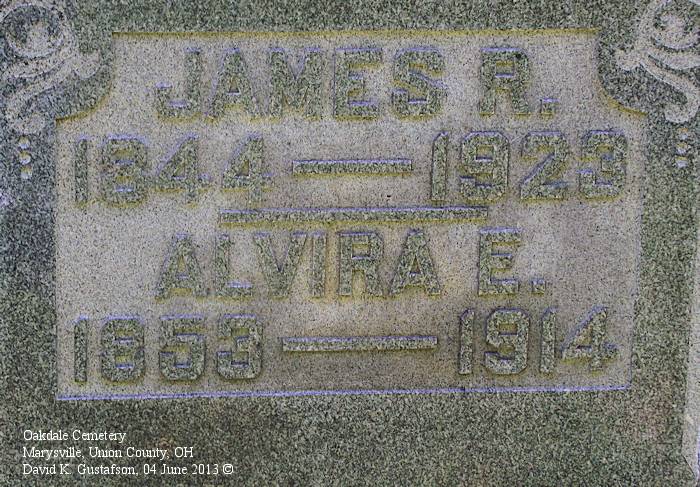 JAMES R.
1844 — 1923
ALVIRA E.
1853 — 1914
Oakdale Cemetery
Marysville, Union County, OH
David K. Gustafson, 04 June 2013 ©